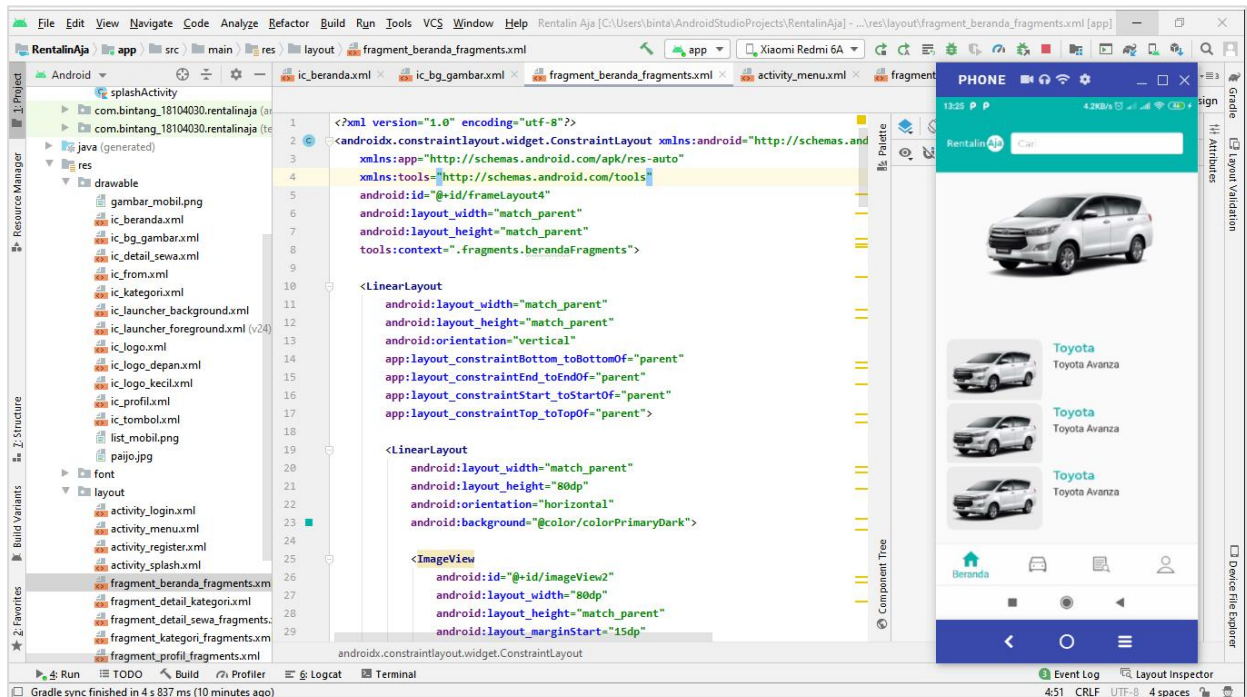 File Edit View Navigate Code Analyze Refactor Build Run Tools VCS Window Help Rentalin Aja [C:\Users\binta\AndroidStudioProjects\RentalinAja] - ...\res\layout\fragment_beranda_fragments.xml [app]
RentalinAja app src main res layout fragment_beranda_fragments.xml app Xiaomi Redmi 6A
Android
ic_beranda.xml ic_bg_gambar.xml fragment_beranda_fragments.xml activity_menu.xml fragment
1: Project
Resource Manager
7: Structure
Build Variants
2: Favorites
splashActivity
com.bintang_18104030.rentalinaja (ar
com.bintang_18104030.rentalinaja (te
java (generated)
res
drawable
gambar_mobil.png
ic_beranda.xml
ic_bg_gambar.xml
ic_detail_sewa.xml
ic_from.xml
ic_kategori.xml
ic_launcher_background.xml
ic_launcher_foreground.xml (v24)
ic_logo.xml
ic_logo_depan.xml
ic_logo_kecil.xml
ic_profil.xml
ic_tombol.xml
list_mobil.png
paijo.jpg
font
layout
activity_login.xml
activity_menu.xml
activity_register.xml
activity_splash.xml
fragment_beranda_fragments.xm
fragment_detail_kategori.xml
fragment_detail_sewa_fragments.
fragment_kategori_fragments.xm
fragment_profil_fragments.xml
1 <?xml version="1.0" encoding="utf-8"?>
2 <androidx.constraintlayout.widget.ConstraintLayout xmlns:android="http://schemas.and
3 xmlns:app="http://schemas.android.com/apk/res-auto"
4 xmlns:tools="http://schemas.android.com/tools"
5 android:id="@+id/frameLayout4"
6 android:layout_width="match_parent"
7 android:layout_height="match_parent"
8 tools:context=".fragments.berandaFragments">
9
10 <LinearLayout
11 android:layout_width="match_parent"
12 android:layout_height="match_parent"
13 android:orientation="vertical"
14 app:layout_constraintBottom_toBottomOf="parent"
15 app:layout_constraintEnd_toEndOf="parent"
16 app:layout_constraintStart_toStartOf="parent"
17 app:layout_constraintTop_toTopOf="parent">
18
19 <LinearLayout
20 android:layout_width="match_parent"
21 android:layout_height="80dp"
22 android:orientation="horizontal"
23 android:background="@color/colorPrimaryDark">
24
25 <ImageView
26 android:id="@+id/imageView2"
27 android:layout_width="80dp"
28 android:layout_height="match_parent"
29 android:layout_marginStart="15dp"
androidx.constraintlayout.widget.ConstraintLayout
Palette
Component Tree
PHONE
13:25 4.2KB/s
Rentalin Aja Cari
Toyota
Toyota Avanza
Toyota
Toyota Avanza
Toyota
Toyota Avanza
Beranda
sign
Attributes
Gradle
Layout Validation
Device File Explorer
4: Run TODO Build Profiler 6: Logcat Terminal Event Log Layout Inspector
Gradle sync finished in 4 s 837 ms (10 minutes ago) 4:51 CRLF UTF-8 4 spaces